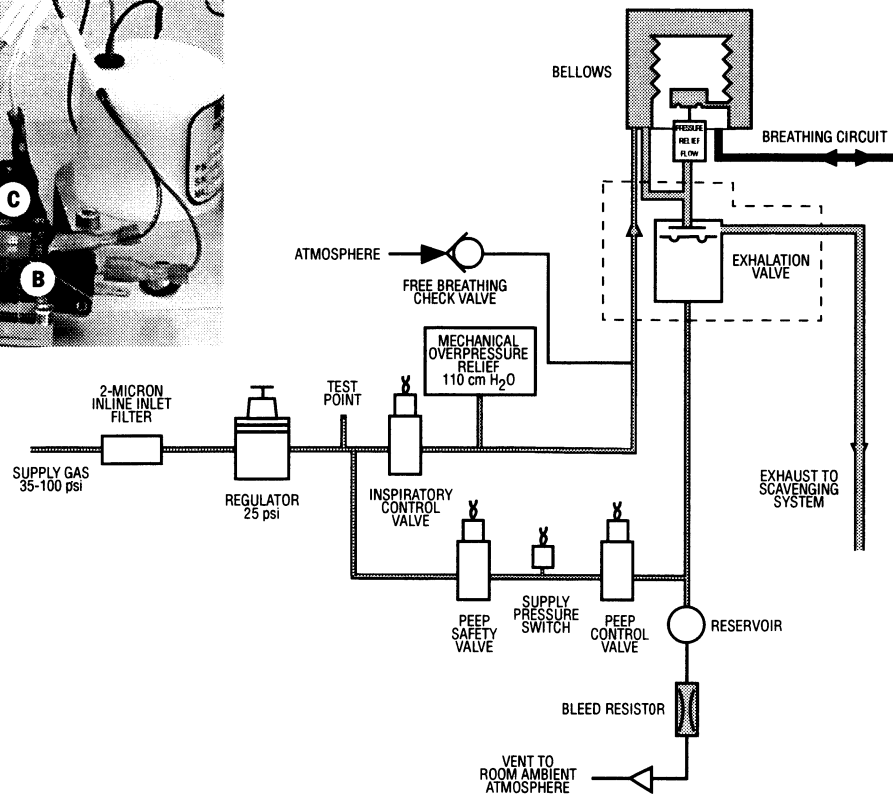 C
B
BELLOWS
PRESSURE
RELIEF
FLOW
BREATHING CIRCUIT
ATMOSPHERE
FREE BREATHING
CHECK VALVE
EXHALATION
VALVE
MECHANICAL
OVERPRESSURE
RELIEF
110 cm H2O
2-MICRON
INLINE INLET
FILTER
TEST
POINT
SUPPLY GAS
35-100 psi
REGULATOR
25 psi
INSPIRATORY
CONTROL
VALVE
EXHAUST TO
SCAVENGING
SYSTEM
PEEP
SAFETY
VALVE
SUPPLY
PRESSURE
SWITCH
PEEP
CONTROL
VALVE
RESERVOIR
BLEED RESISTOR
VENT TO
ROOM AMBIENT
ATMOSPHERE